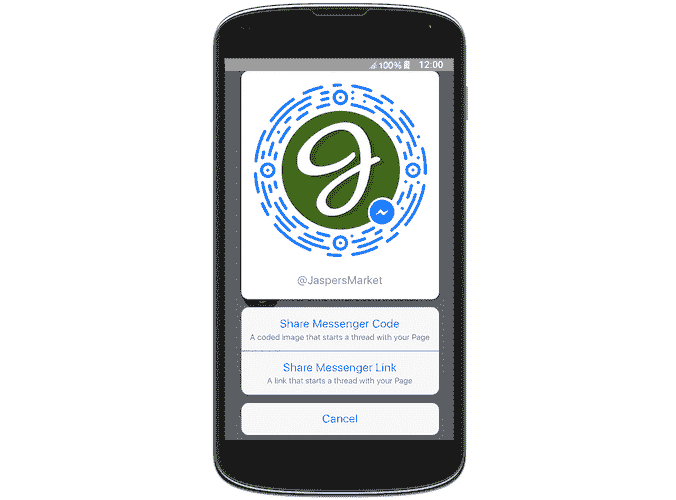 100% 12:00
J
@JaspersMarket
Share Messenger Code
A coded image that starts a thread with your Page
Share Messenger Link
A link that starts a thread with your Page
Cancel